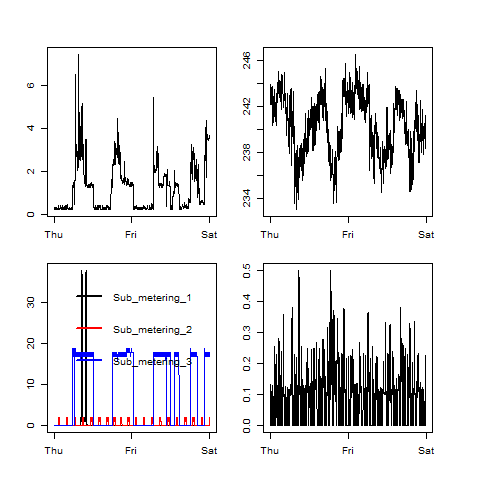 6
4
2
0
Thu Fri Sat
246
242
238
234
Thu Fri Sat
30
20
10
0
Sub_metering_1
Sub_metering_2
Sub_metering_3
Thu Fri Sat
0.5
0.4
0.3
0.2
0.1
0.0
Thu Fri Sat